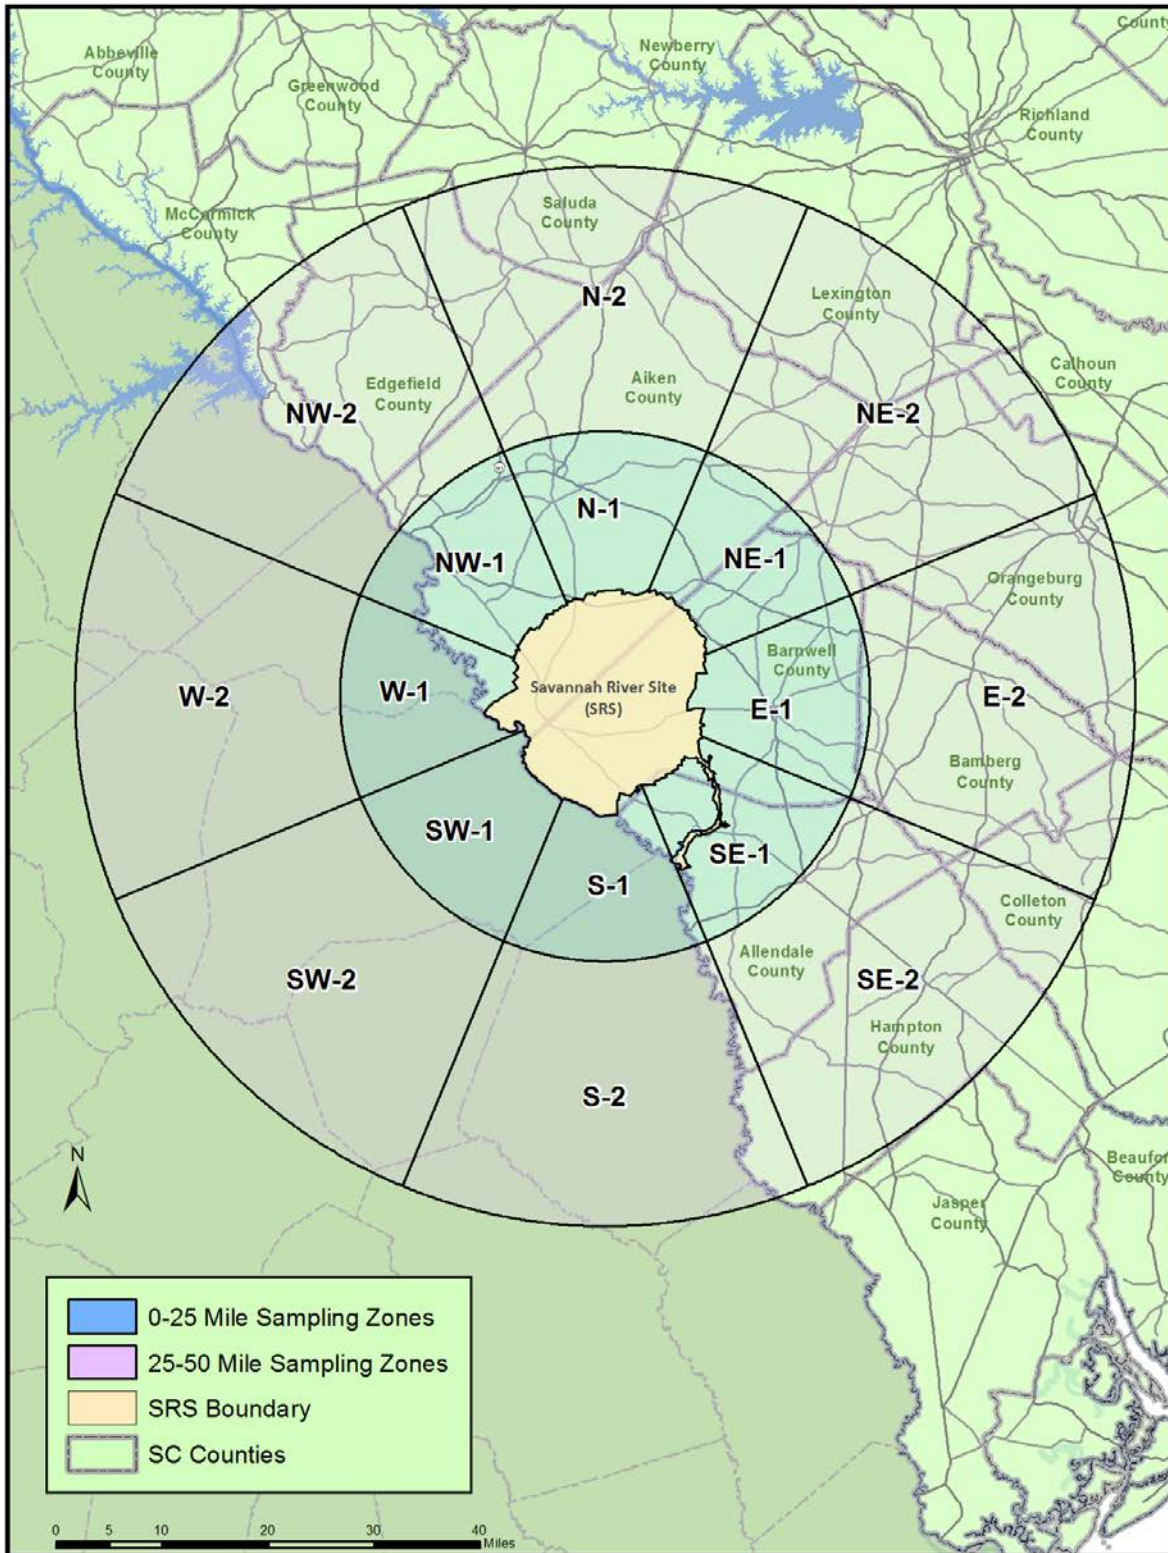 County
Abbeville
County
Newberry
County
Greenwood
County
Richland
County
Saluda
County
McCormick
County
N-2
Lexington
County
Calhoun
County
Edgefield
County
Aiken
County
NW-2
NE-2
N-1
NW-1
NE-1
Orangeburg
County
Barnwell
County
Savannah River Site
(SRS)
W-2
W-1
E-1
E-2
Bamberg
County
SW-1
SE-1
S-1
Colleton
County
Allendale
County
SW-2
SE-2
Hampton
County
S-2
N
Beaufor
County
Jasper
County
0-25 Mile Sampling Zones
25-50 Mile Sampling Zones
SRS Boundary
SC Counties
0 5 10 20 30 40
Miles